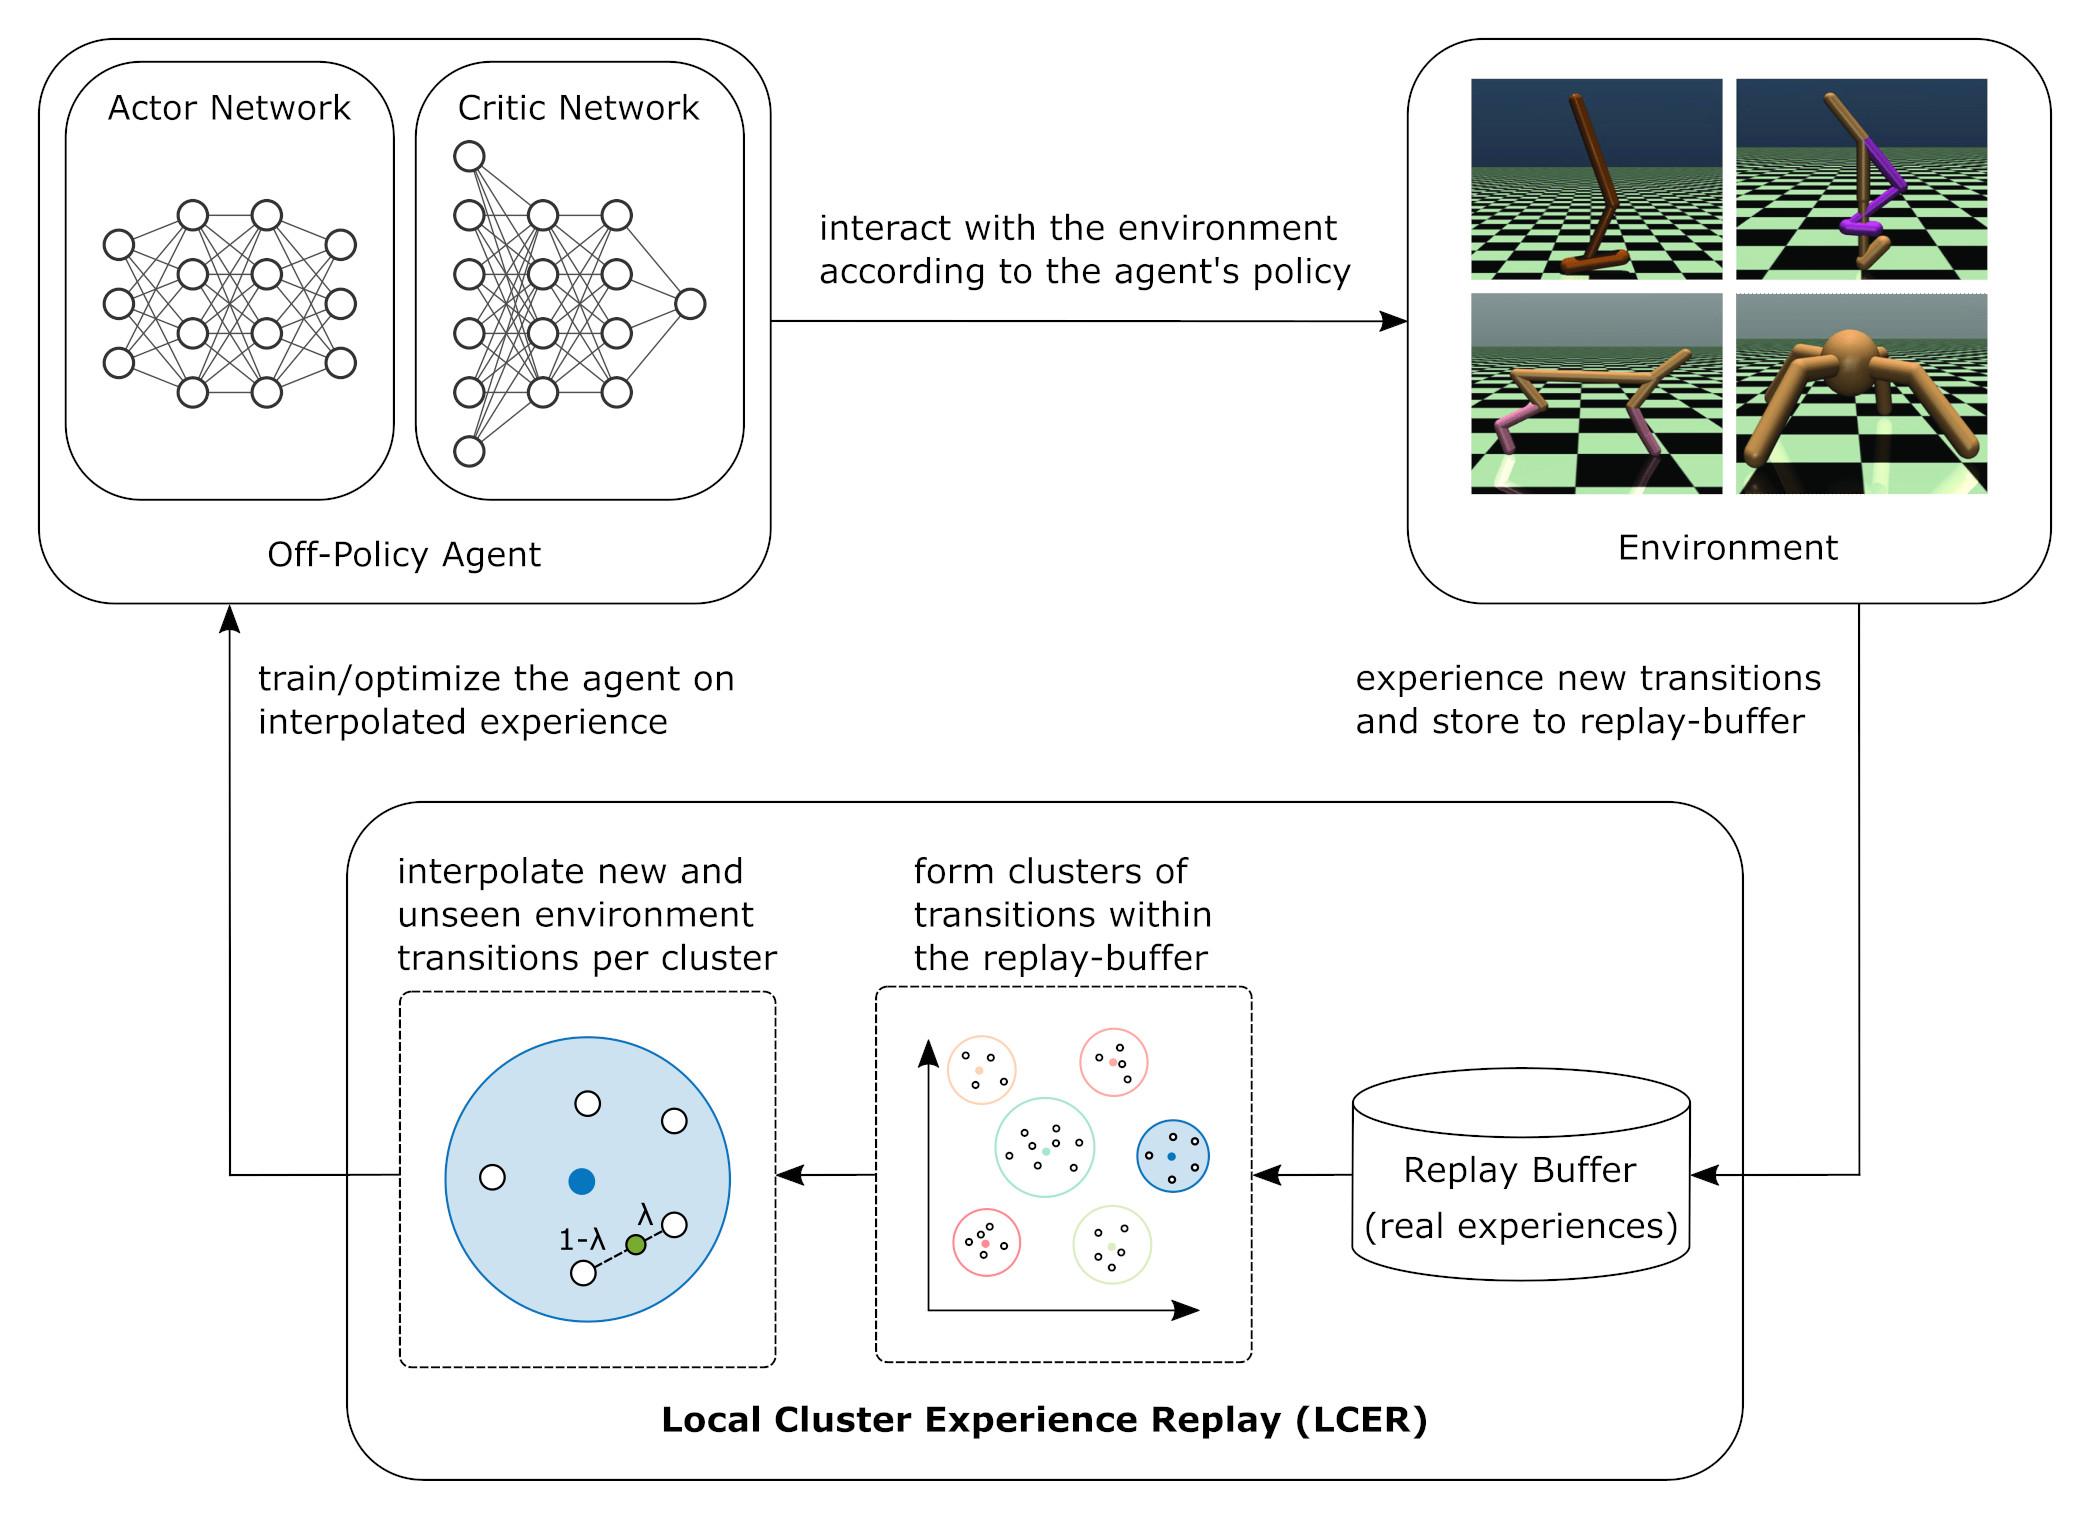 Actor Network
Critic Network
Off-Policy Agent
interact with the environment
according to the agent's policy
Environment
train/optimize the agent on
interpolated experience
experience new transitions
and store to replay-buffer
interpolate new and
unseen environment
transitions per cluster
form clusters of
transitions within
the replay-buffer
λ
1-λ
Replay Buffer
(real experiences)
Local Cluster Experience Replay (LCER)